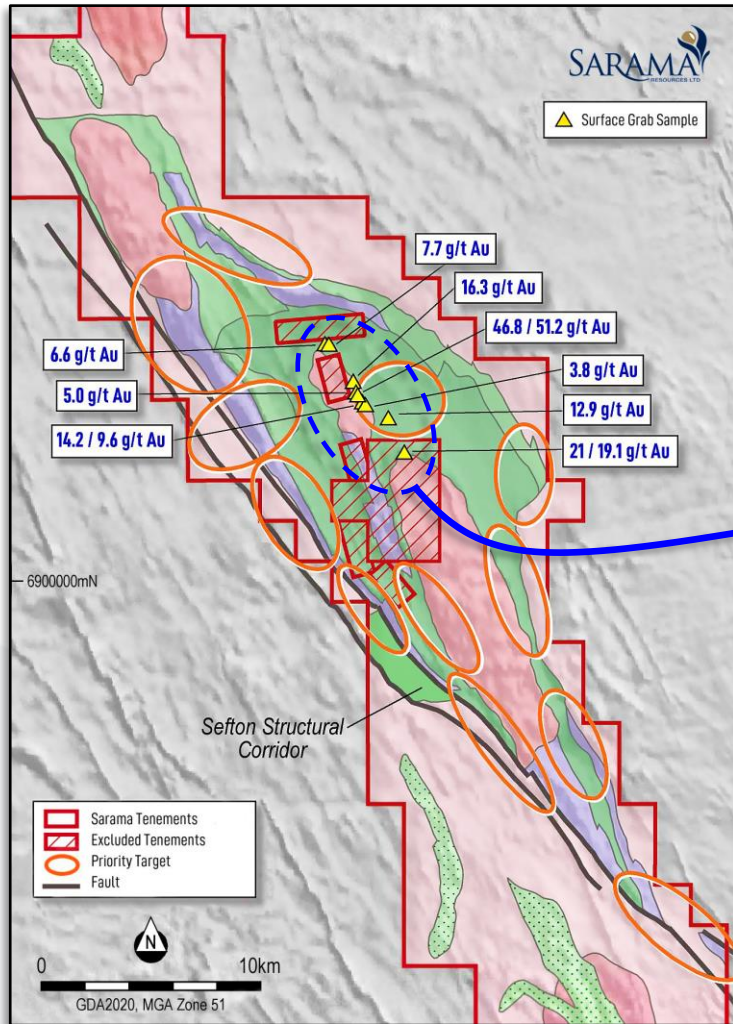 SARAMA
RESOURCES LTD
Surface Grab Sample
7.7 g/t Au
16.3 g/t Au
46.8 / 51.2 g/t Au
6.6 g/t Au
3.8 g/t Au
5.0 g/t Au
12.9 g/t Au
14.2 / 9.6 g/t Au
21 / 19.1 g/t Au
6900000mN
Sefton Structural
Corridor
Sarama Tenements
Excluded Tenements
Priority Target
Fault
N
0 10km
GDA2020, MGA Zone 51